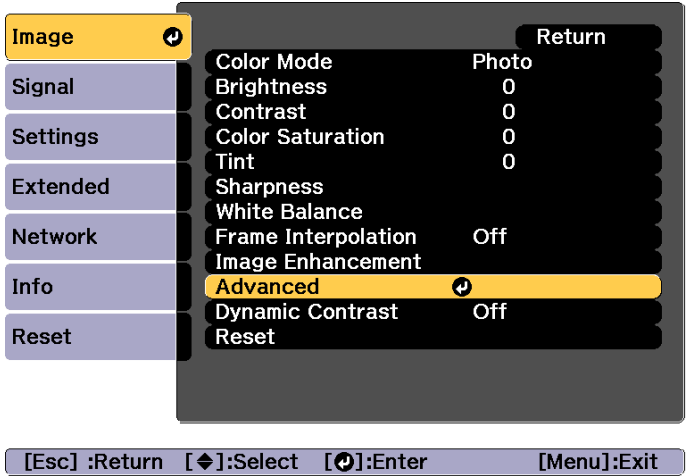 Image
Signal
Settings
Extended
Network
Info
Reset
Return
Color Mode Photo
Brightness 0
Contrast 0
Color Saturation 0
Tint 0
Sharpness
White Balance
Frame Interpolation Off
Image Enhancement
Advanced
Dynamic Contrast Off
Reset
[Esc] :Return [◆]:Select [↵]:Enter [Menu]:Exit